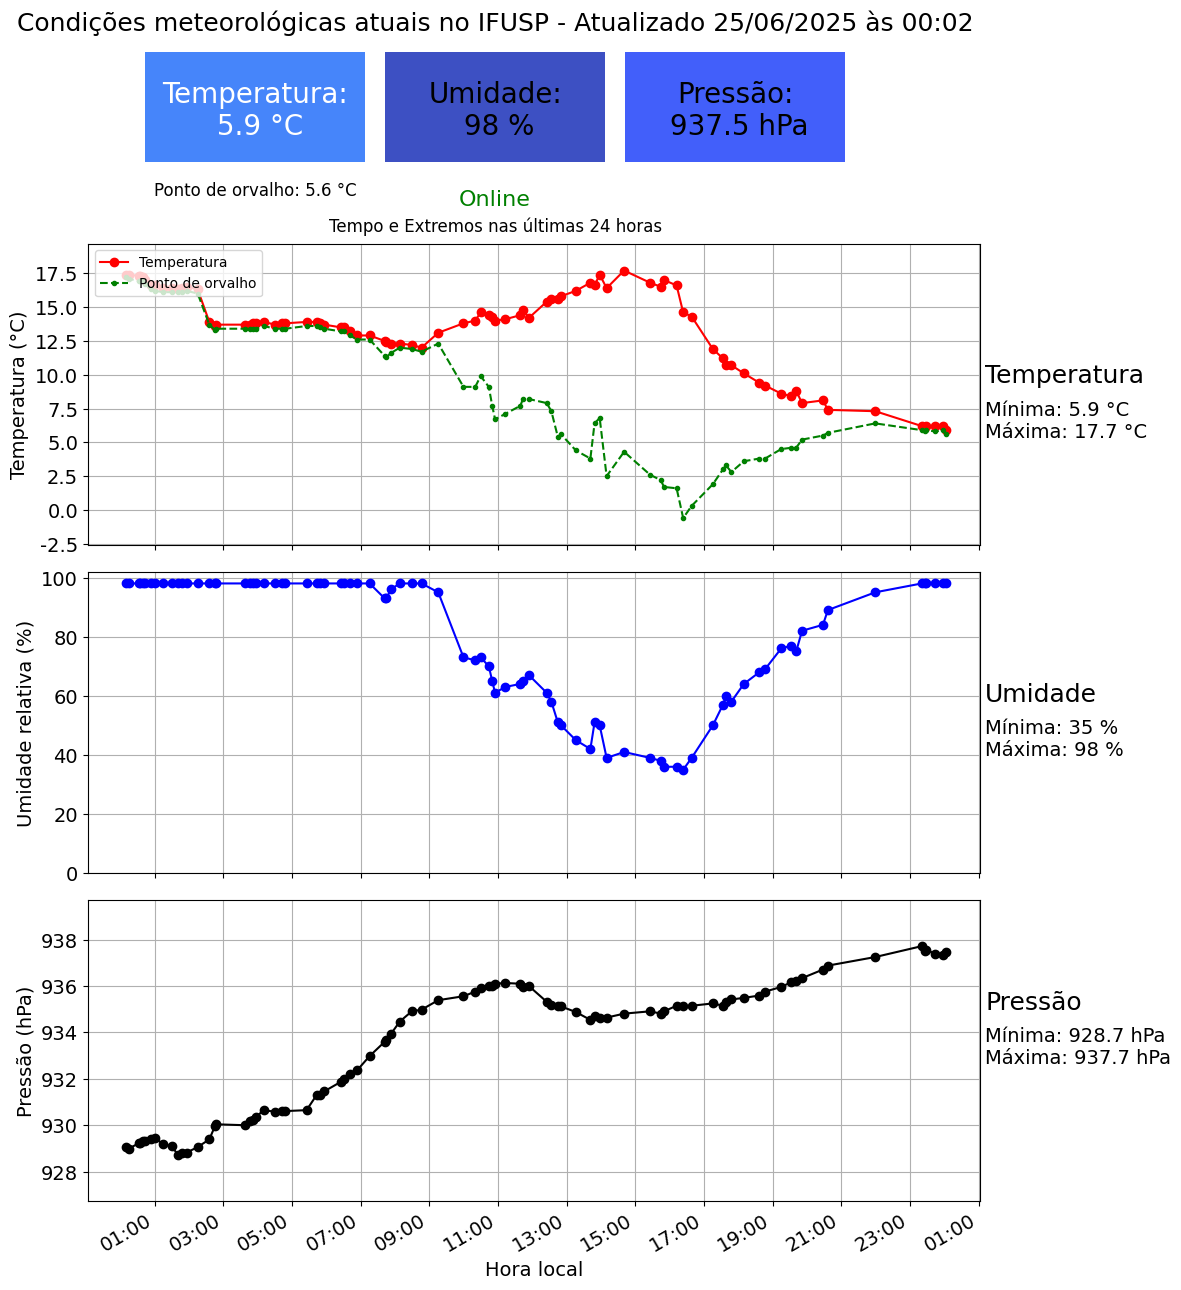 Condições meteorológicas atuais no IFUSP - Atualizado 25/06/2025 às 00:02
Temperatura:
5.9 °C
Umidade:
98 %
Pressão:
937.5 hPa
Ponto de orvalho: 5.6 °C
Online
Tempo e Extremos nas últimas 24 horas
Temperatura
Ponto de orvalho
Temperatura (°C)
17.5
15.0
12.5
10.0
7.5
5.0
2.5
0.0
-2.5
Temperatura
Mínima: 5.9 °C
Máxima: 17.7 °C
Umidade relativa (%)
100
80
60
40
20
0
Umidade
Mínima: 35 %
Máxima: 98 %
Pressão (hPa)
938
936
934
932
930
928
Pressão
Mínima: 928.7 hPa
Máxima: 937.7 hPa
01:00 03:00 05:00 07:00 09:00 11:00 13:00 15:00 17:00 19:00 21:00 23:00 01:00
Hora local